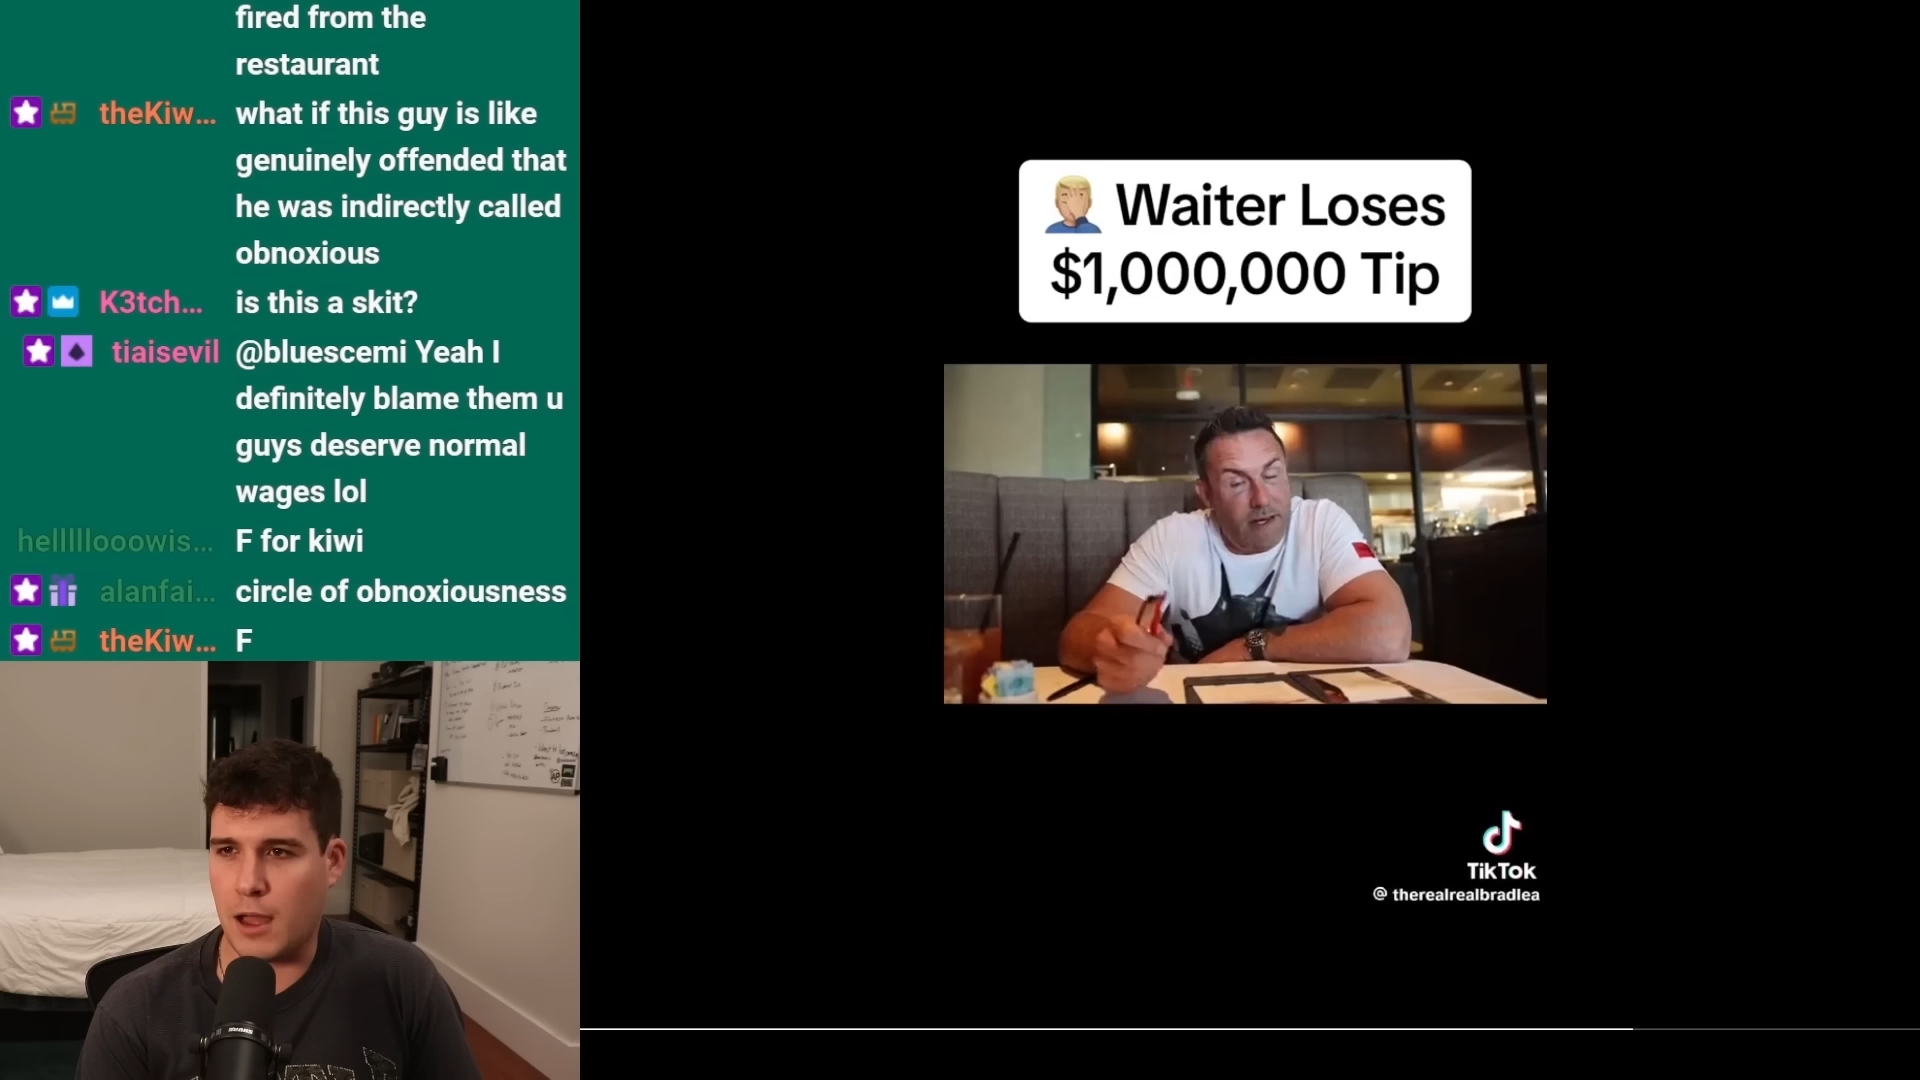 fired from the
restaurant
theKiw... what if this guy is like
genuinely offended that
he was indirectly called
obnoxious
K3tch... is this a skit?
tiaisevil @bluescemi Yeah I
definitely blame them u
guys deserve normal
wages lol
helllllooowis... F for kiwi
alanfai... circle of obnoxiousness
theKiw... F
Waiter Loses
$1,000,000 Tip
TikTok
@ therealrealbradlea